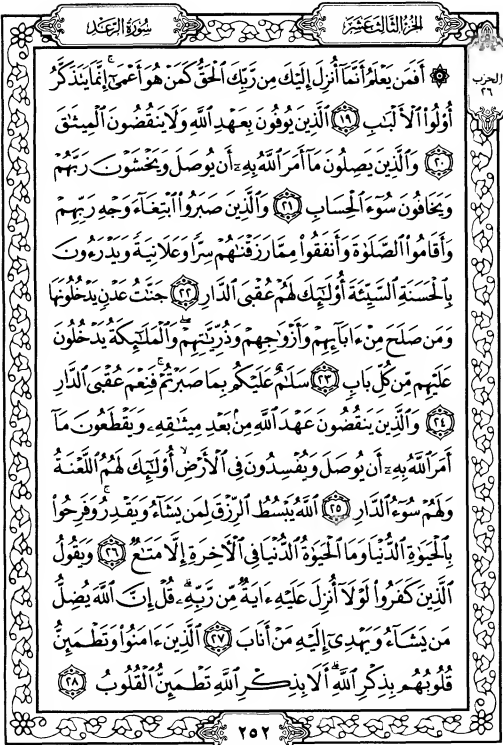 سُورَةُ الرَّعْدِ
الجُزْءُ الثَّالِثَ عَشَرَ
الحزب
٢٦
۞ أَفَمَن يَعْلَمُ أَنَّمَآ أُنزِلَ إِلَيْكَ مِن رَّبِّكَ ٱلْحَقُّ كَمَنْ هُوَ أَعْمَىٰٓ ۚ إِنَّمَا يَتَذَكَّرُ
أُو۟لُوا۟ ٱلْأَلْبَٰبِ ١٩ ٱلَّذِينَ يُوفُونَ بِعَهْدِ ٱللَّهِ وَلَا يَنقُضُونَ ٱلْمِيثَٰقَ
٢٠ وَٱلَّذِينَ يَصِلُونَ مَآ أَمَرَ ٱللَّهُ بِهِۦٓ أَن يُوصَلَ وَيَخْشَوْنَ رَبَّهُمْ
وَيَخَافُونَ سُوٓءَ ٱلْحِسَابِ ٢١ وَٱلَّذِينَ صَبَرُوا۟ ٱبْتِغَآءَ وَجْهِ رَبِّهِمْ
وَأَقَامُوا۟ ٱلصَّلَوٰةَ وَأَنفَقُوا۟ مِمَّا رَزَقْنَٰهُمْ سِرًّا وَعَلَانِيَةً وَيَدْرَءُونَ
بِٱلْحَسَنَةِ ٱلسَّيِّئَةَ أُو۟لَٰٓئِكَ لَهُمْ عُقْبَى ٱلدَّارِ ٢٢ جَنَّٰتُ عَدْنٍ يَدْخُلُونَهَا
وَمَن صَلَحَ مِنْ ءَابَآئِهِمْ وَأَزْوَٰجِهِمْ وَذُرِّيَّٰتِهِمْ ۖ وَٱلْمَلَٰٓئِكَةُ يَدْخُلُونَ
عَلَيْهِم مِّن كُلِّ بَابٍ ٢٣ سَلَٰمٌ عَلَيْكُم بِمَا صَبَرْتُمْ ۚ فَنِعْمَ عُقْبَى ٱلدَّارِ
٢٤ وَٱلَّذِينَ يَنقُضُونَ عَهْدَ ٱللَّهِ مِنۢ بَعْدِ مِيثَٰقِهِۦ وَيَقْطَعُونَ مَآ
أَمَرَ ٱللَّهُ بِهِۦٓ أَن يُوصَلَ وَيُفْسِدُونَ فِى ٱلْأَرْضِ ۙ أُو۟لَٰٓئِكَ لَهُمُ ٱللَّعْنَةُ
وَلَهُمْ سُوٓءُ ٱلدَّارِ ٢٥ ٱللَّهُ يَبْسُطُ ٱلرِّزْقَ لِمَن يَشَآءُ وَيَقْدِرُ ۚ وَفَرِحُوا۟
بِٱلْحَيَوٰةِ ٱلدُّنْيَا وَمَا ٱلْحَيَوٰةُ ٱلدُّنْيَا فِى ٱلْءَاخِرَةِ إِلَّا مَتَٰعٌ ٢٦ وَيَقُولُ
ٱلَّذِينَ كَفَرُوا۟ لَوْلَآ أُنزِلَ عَلَيْهِ ءَايَةٌ مِّن رَّبِّهِۦ ۗ قُلْ إِنَّ ٱللَّهَ يُضِلُّ
مَن يَشَآءُ وَيَهْدِىٓ إِلَيْهِ مَنْ أَنَابَ ٢٧ ٱلَّذِينَ ءَامَنُوا۟ وَتَطْمَئِنُّ
قُلُوبُهُم بِذِكْرِ ٱللَّهِ ۗ أَلَا بِذِكْرِ ٱللَّهِ تَطْمَئِنُّ ٱلْقُلُوبُ ٢٨
٢٥٢